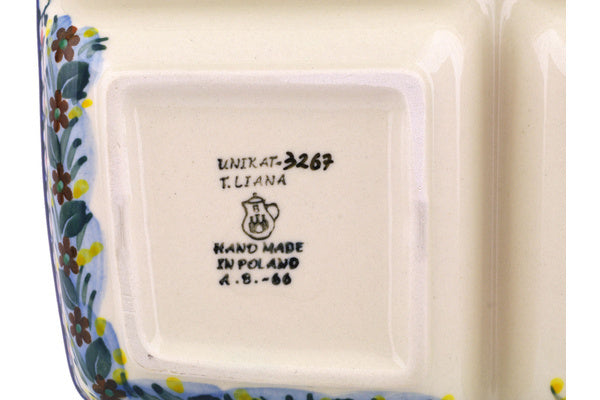 UNIKAT-3267
T.LIANA
HAND MADE
IN POLAND
A.B.-66